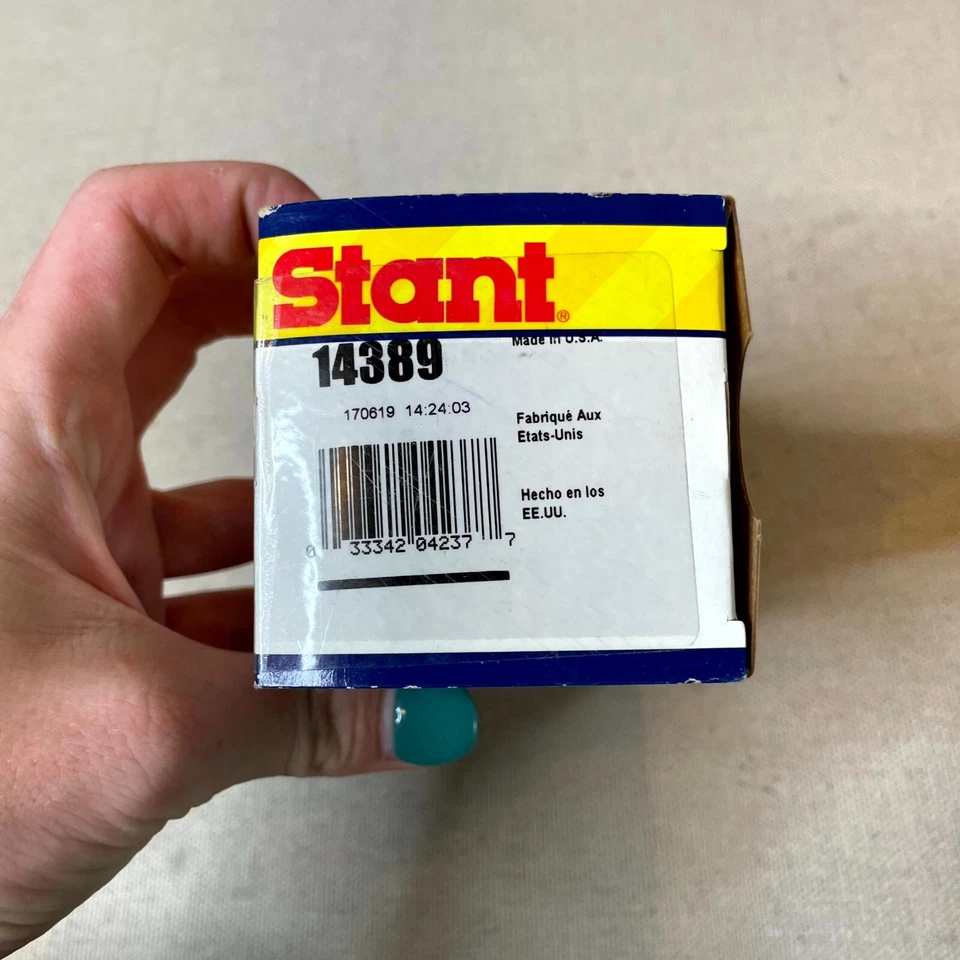 Stant®
14389
Made in U.S.A.
170619 14:24:03
Fabriqué Aux
Etats-Unis
Hecho en los
EE.UU.
0 33342 04237 7